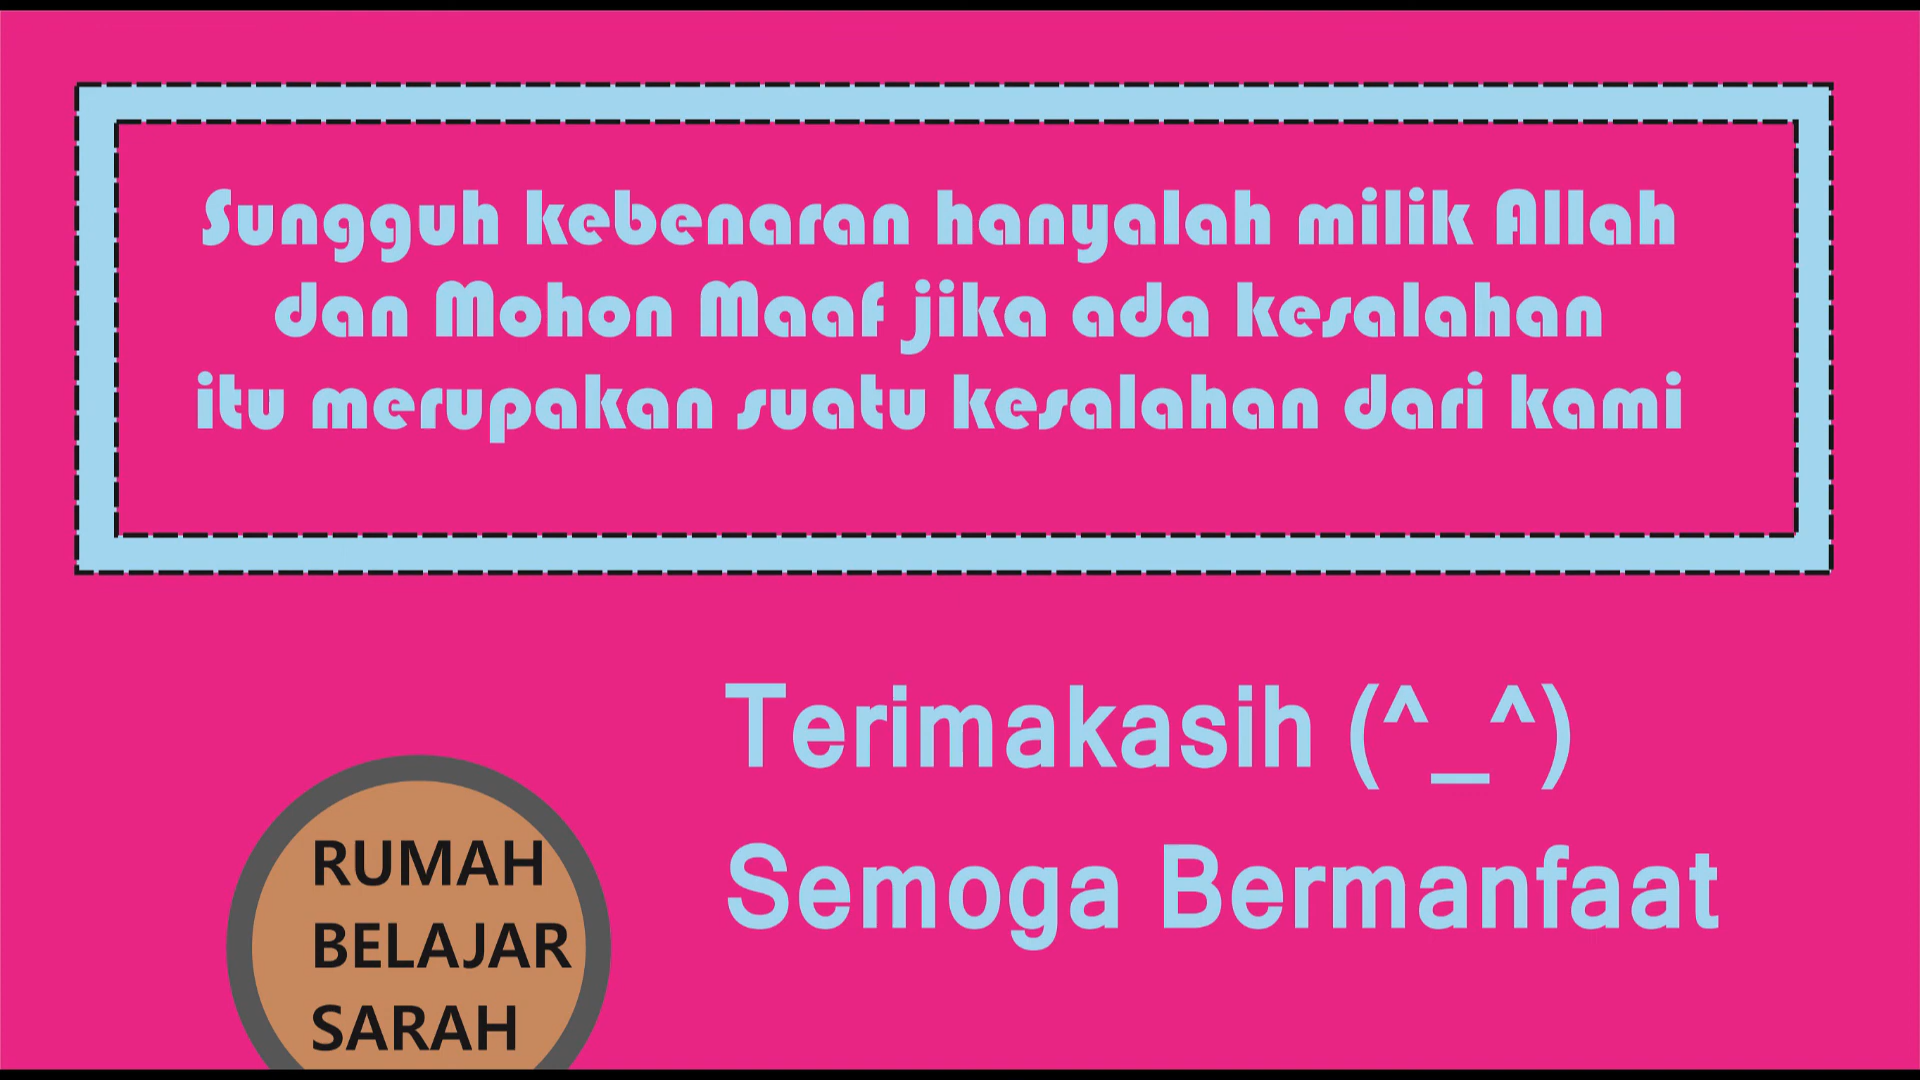 Sungguh kebenaran hanyalah milik Allah
dan Mohon Maaf jika ada kesalahan
itu merupakan suatu kesalahan dari kami
Terimakasih (^_^)
Semoga Bermanfaat
RUMAH
BELAJAR
SARAH